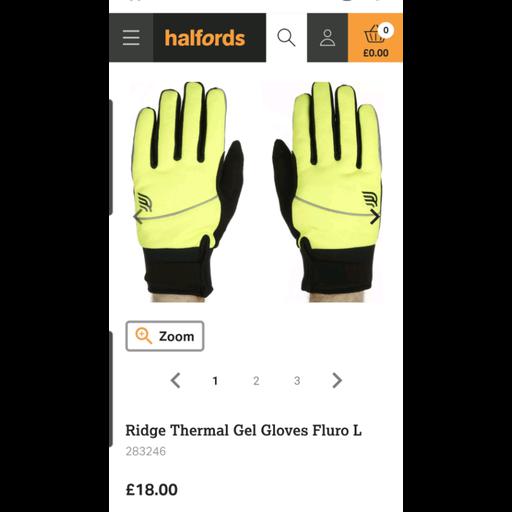 halfords
0
£0.00
Zoom
1 2 3
Ridge Thermal Gel Gloves Fluro L
283246
£18.00